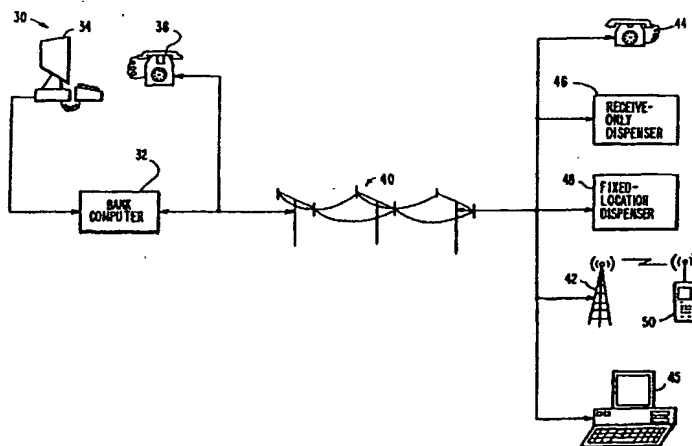 30
34
36
44
46
RECEIVE-
ONLY
DISPENSER
32
BANK
COMPUTER
40
48
FIXED-
LOCATION
DISPENSER
42
50
45